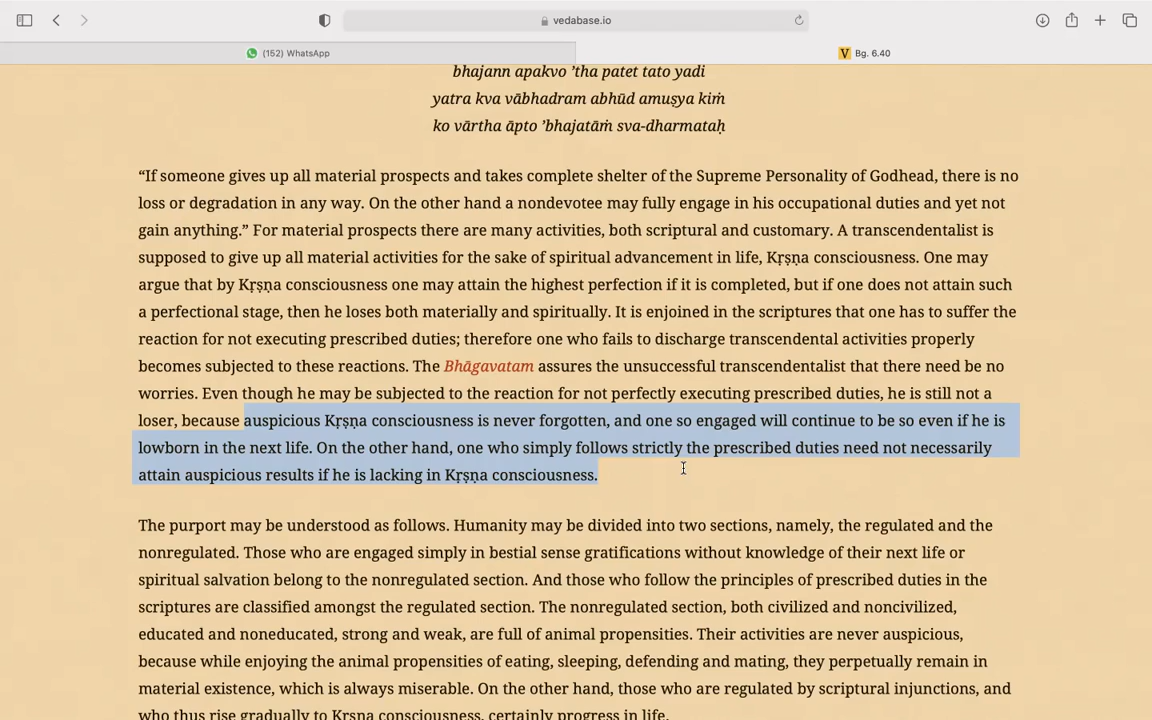 vedabase.io
(152) WhatsApp
V Bg. 6.40
bhajann apakvo ’tha patet tato yadi
yatra kva vābhadram abhūd amuṣya kiṁ
ko vārtha āpto ’bhajatāṁ sva-dharmataḥ
“If someone gives up all material prospects and takes complete shelter of the Supreme Personality of Godhead, there is no
loss or degradation in any way. On the other hand a nondevotee may fully engage in his occupational duties and yet not
gain anything.” For material prospects there are many activities, both scriptural and customary. A transcendentalist is
supposed to give up all material activities for the sake of spiritual advancement in life, Kṛṣṇa consciousness. One may
argue that by Kṛṣṇa consciousness one may attain the highest perfection if it is completed, but if one does not attain such
a perfectional stage, then he loses both materially and spiritually. It is enjoined in the scriptures that one has to suffer the
reaction for not executing prescribed duties; therefore one who fails to discharge transcendental activities properly
becomes subjected to these reactions. The Bhāgavatam assures the unsuccessful transcendentalist that there need be no
worries. Even though he may be subjected to the reaction for not perfectly executing prescribed duties, he is still not a
loser, because auspicious Kṛṣṇa consciousness is never forgotten, and one so engaged will continue to be so even if he is
lowborn in the next life. On the other hand, one who simply follows strictly the prescribed duties need not necessarily
attain auspicious results if he is lacking in Kṛṣṇa consciousness.
The purport may be understood as follows. Humanity may be divided into two sections, namely, the regulated and the
nonregulated. Those who are engaged simply in bestial sense gratifications without knowledge of their next life or
spiritual salvation belong to the nonregulated section. And those who follow the principles of prescribed duties in the
scriptures are classified amongst the regulated section. The nonregulated section, both civilized and noncivilized,
educated and noneducated, strong and weak, are full of animal propensities. Their activities are never auspicious,
because while enjoying the animal propensities of eating, sleeping, defending and mating, they perpetually remain in
material existence, which is always miserable. On the other hand, those who are regulated by scriptural injunctions, and
who thus rise gradually to Kṛṣṇa consciousness, certainly progress in life.